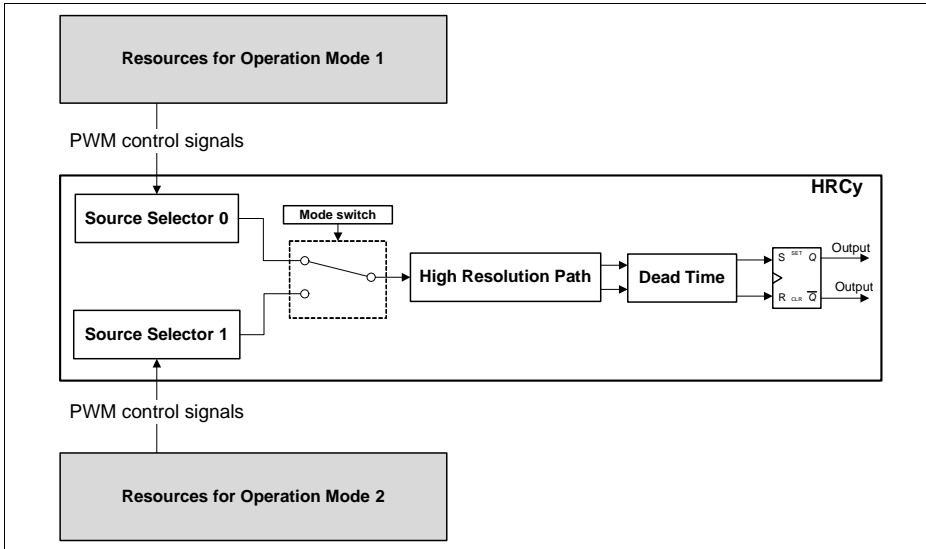 Resources for Operation Mode 1
PWM control signals
HRCy
Source Selector 0
Mode switch
High Resolution Path
Dead Time
S SET Q
R CLR Q̅
Output
Output
Source Selector 1
PWM control signals
Resources for Operation Mode 2